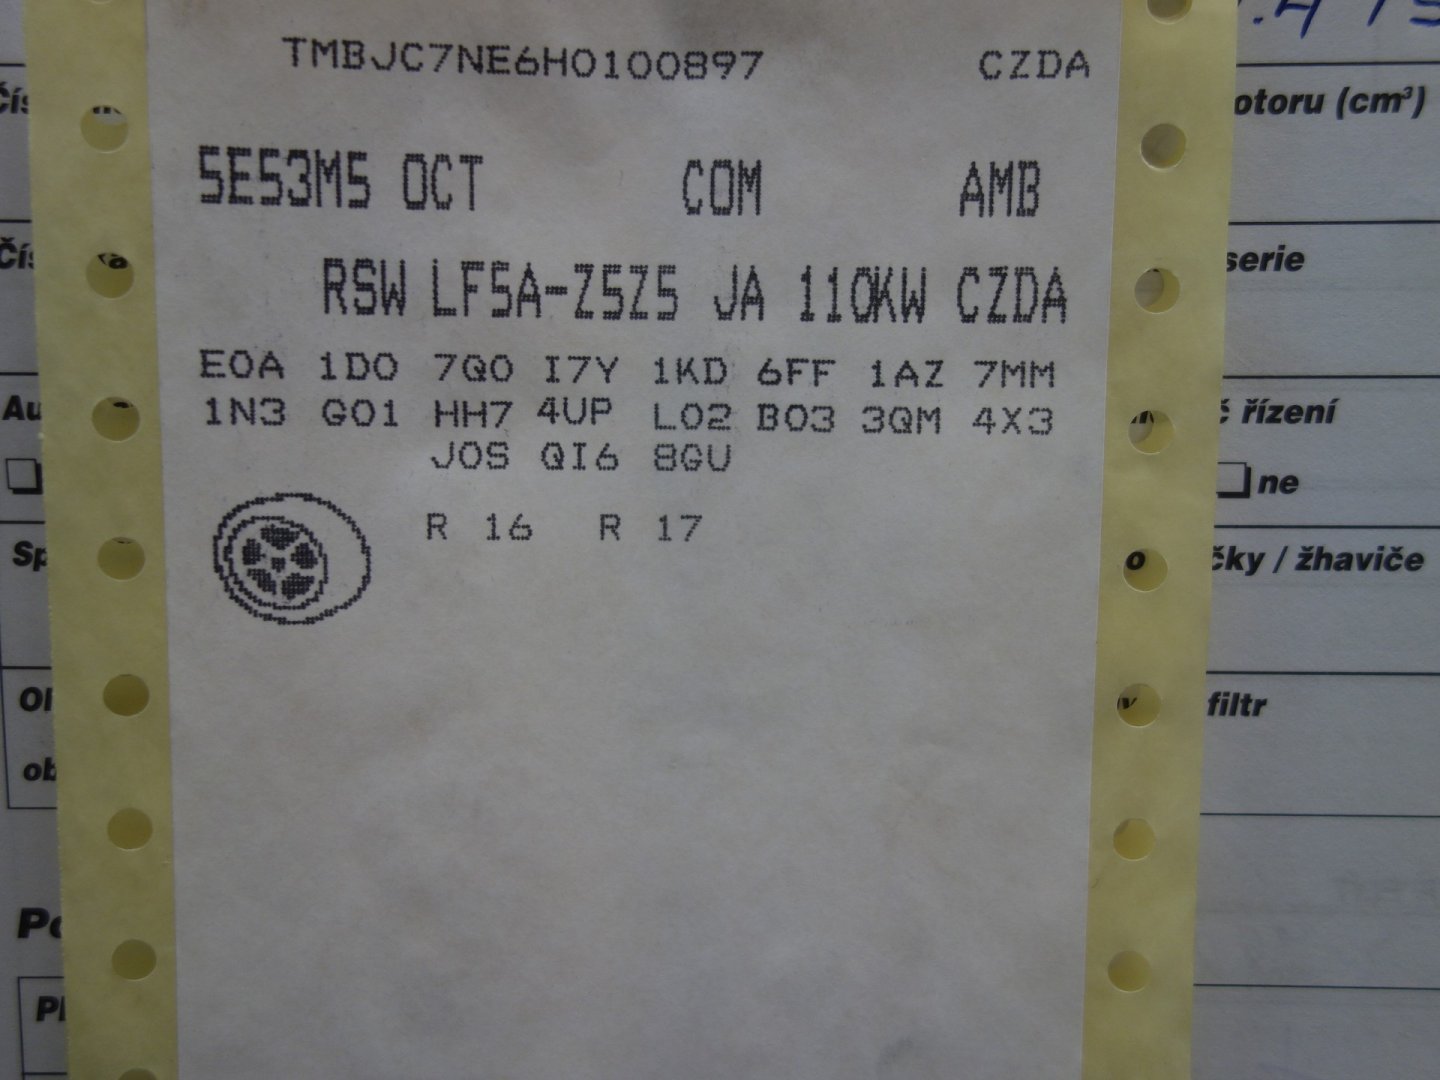 TMBJC7NE6H0100897 CZDA
5E53M5 OCT COM AMB
RSW LF5A-Z5Z5 JA 110KW CZDA
E0A 1D0 7Q0 I7Y 1KD 6FF 1AZ 7MM
1N3 G01 HH7 4UP L02 B03 3QM 4X3
J0S QI6 8GU
R 16 R 17
otoru (cm³)
serie
řízení
ne
čky / žhaviče
filtr